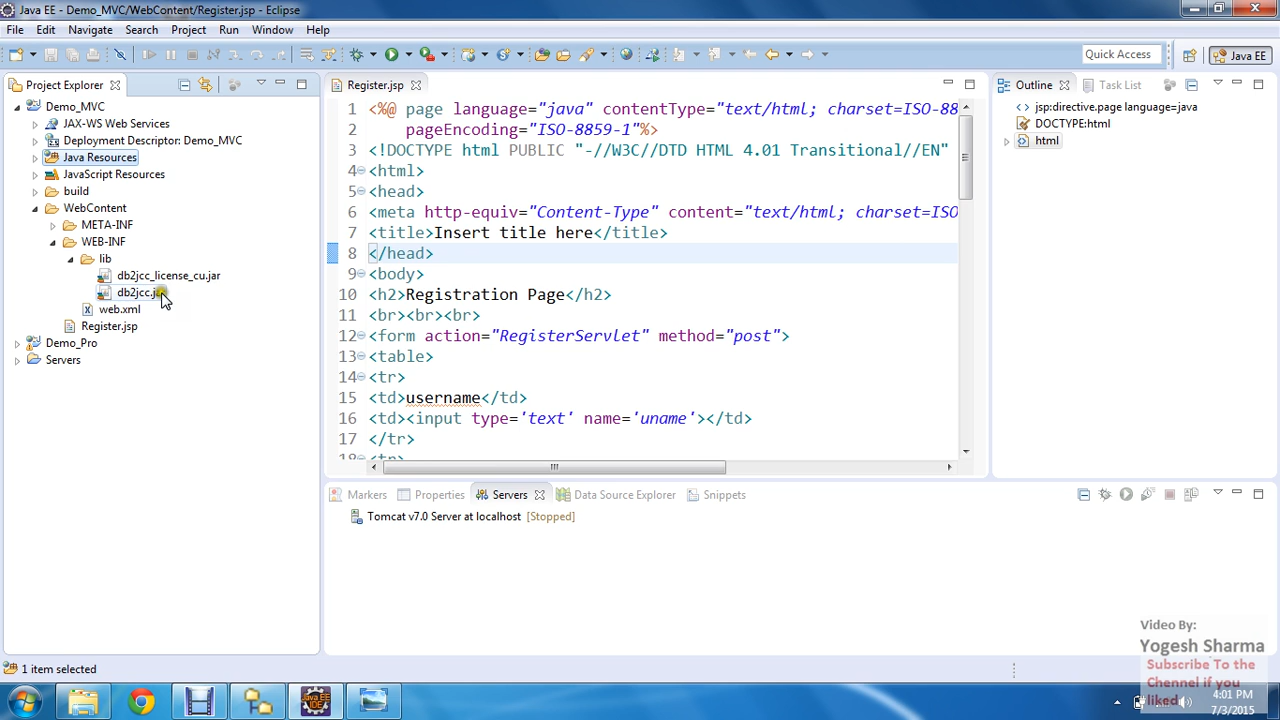 Java EE - Demo_MVC/WebContent/Register.jsp - Eclipse
File Edit Navigate Search Project Run Window Help
Quick Access
Java EE
Project Explorer
Demo_MVC
JAX-WS Web Services
Deployment Descriptor: Demo_MVC
Java Resources
JavaScript Resources
build
WebContent
META-INF
WEB-INF
lib
db2jcc_license_cu.jar
db2jcc.j
web.xml
Register.jsp
Demo_Pro
Servers
Register.jsp
1 <%@ page language="java" contentType="text/html; charset=ISO-88
2 pageEncoding="ISO-8859-1"%>
3 <!DOCTYPE html PUBLIC "-//W3C//DTD HTML 4.01 Transitional//EN"
4 <html>
5 <head>
6 <meta http-equiv="Content-Type" content="text/html; charset=ISO
7 <title>Insert title here</title>
8 </head>
9 <body>
10 <h2>Registration Page</h2>
11 <br><br><br>
12 <form action="RegisterServlet" method="post">
13 <table>
14 <tr>
15 <td>username</td>
16 <td><input type='text' name='uname'></td>
17 </tr>
18 <tr>
Outline Task List
jsp:directive.page language=java
DOCTYPE:html
html
Markers Properties Servers Data Source Explorer Snippets
Tomcat v7.0 Server at localhost [Stopped]
1 item selected
Video By:
Yogesh Sharma
Subscribe To the
Chennel if you
liked
4:01 PM
7/3/2015